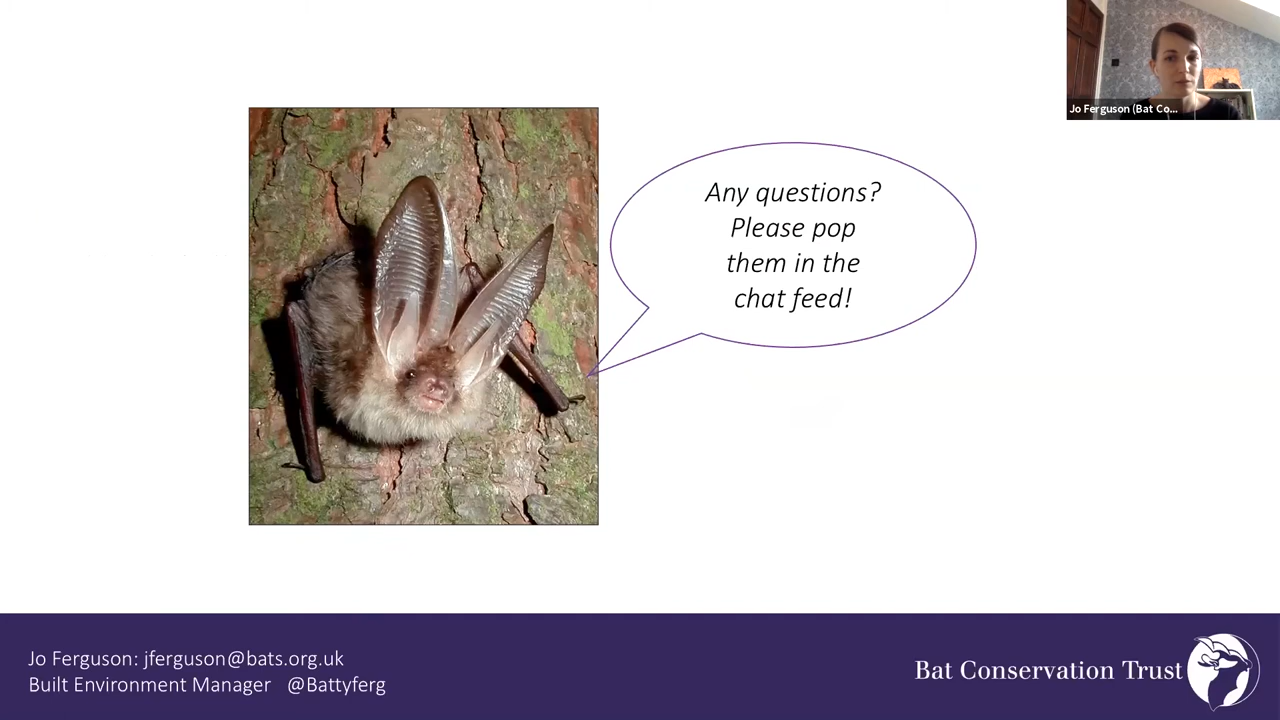 Jo Ferguson (Bat Co...
Any questions?
Please pop
them in the
chat feed!
Jo Ferguson: jferguson@bats.org.uk
Built Environment Manager @Battyferg
Bat Conservation Trust